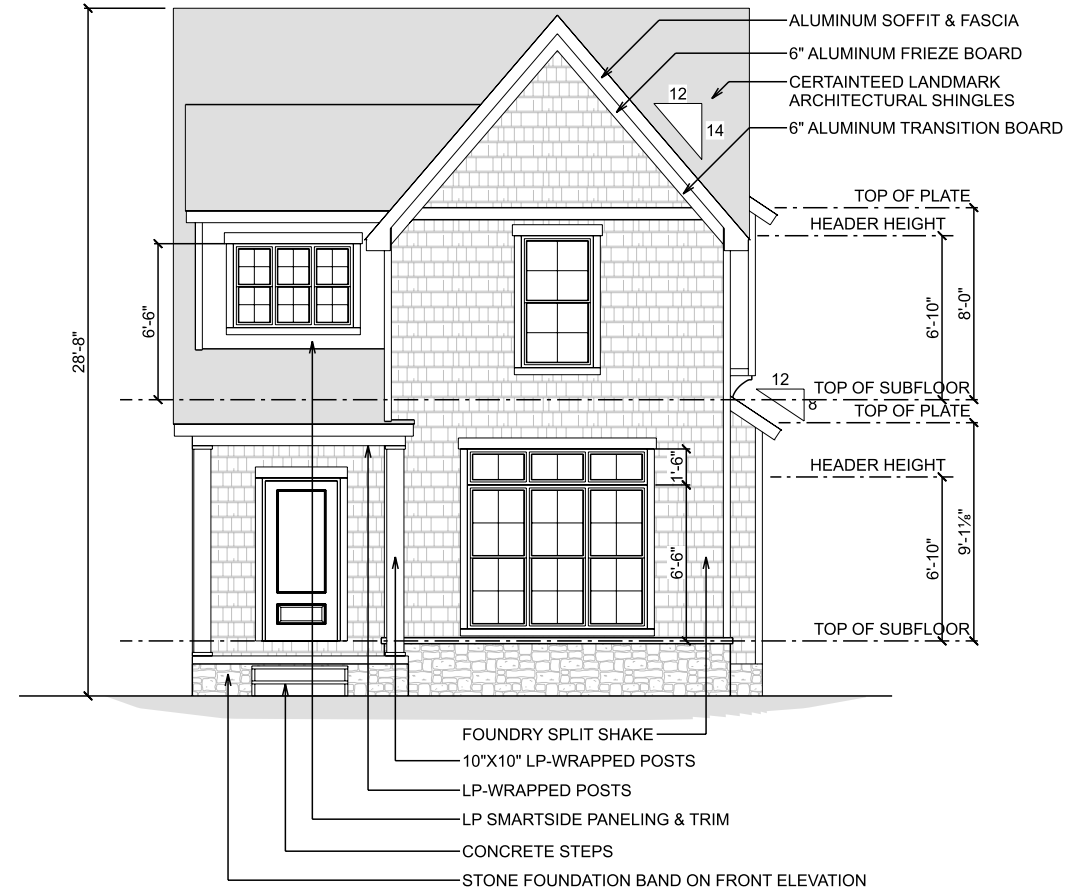 ALUMINUM SOFFIT & FASCIA
6" ALUMINUM FRIEZE BOARD
CERTAINTEED LANDMARK
ARCHITECTURAL SHINGLES
12
14
6" ALUMINUM TRANSITION BOARD
TOP OF PLATE
HEADER HEIGHT
6'-6"
28'-8"
6'-10"
8'-0"
12
8
TOP OF SUBFLOOR
TOP OF PLATE
HEADER HEIGHT
1'-6"
6'-6"
6'-10"
9'-1⅛"
TOP OF SUBFLOOR
FOUNDRY SPLIT SHAKE
10"X10" LP-WRAPPED POSTS
LP-WRAPPED POSTS
LP SMARTSIDE PANELING & TRIM
CONCRETE STEPS
STONE FOUNDATION BAND ON FRONT ELEVATION